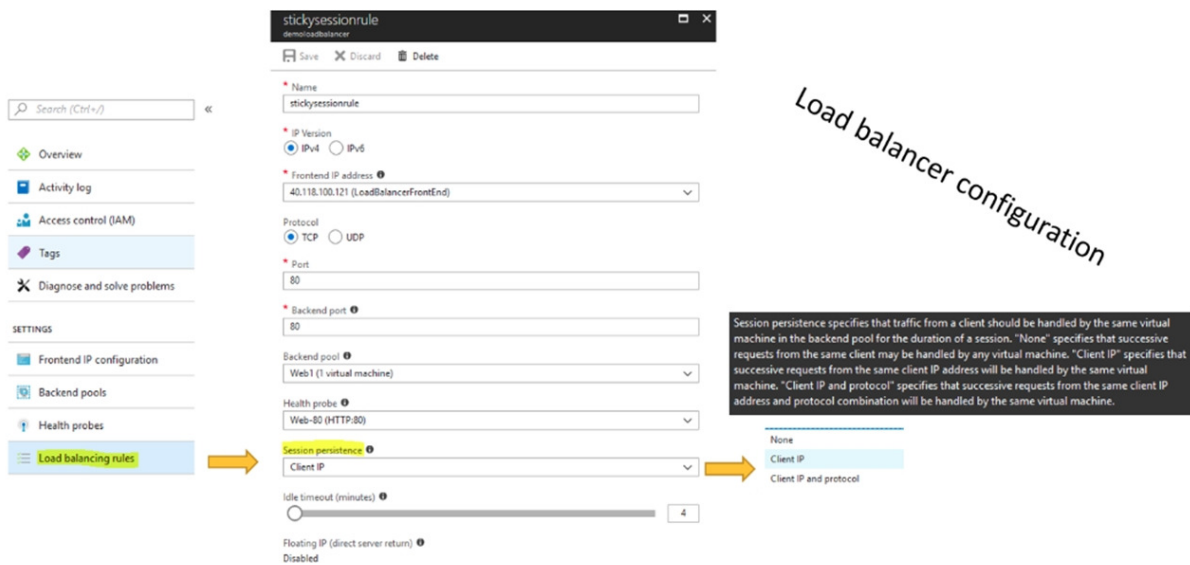 stickysessionrule
demoloadbalancer
Save Discard Delete
Search (Ctrl+/)
Overview
Activity log
Access control (IAM)
Tags
Diagnose and solve problems
SETTINGS
Frontend IP configuration
Backend pools
Health probes
Load balancing rules
* Name
stickysessionrule
* IP Version
IPv4 IPv6
* Frontend IP address
40.118.100.121 (LoadBalancerFrontEnd)
Protocol
TCP UDP
* Port
80
* Backend port
80
Backend pool
Web1 (1 virtual machine)
Health probe
Web-80 (HTTP:80)
Session persistence
Client IP
Idle timeout (minutes)
4
Floating IP (direct server return)
Disabled
Load balancer configuration
Session persistence specifies that traffic from a client should be handled by the same virtual
machine in the backend pool for the duration of a session. "None" specifies that successive
requests from the same client may be handled by any virtual machine. "Client IP" specifies that
successive requests from the same client IP address will be handled by the same virtual
machine. "Client IP and protocol" specifies that successive requests from the same client IP
address and protocol combination will be handled by the same virtual machine.
None
Client IP
Client IP and protocol